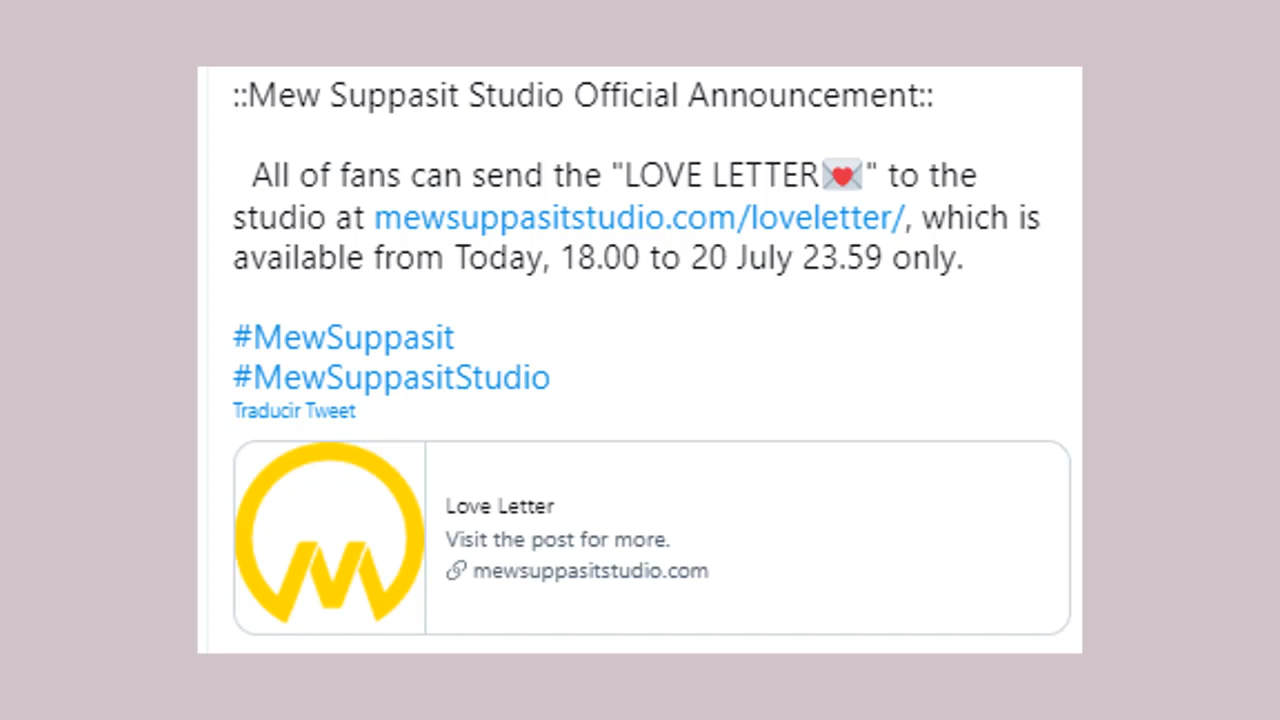 ::Mew Suppasit Studio Official Announcement::
All of fans can send the "LOVE LETTER💌" to the
studio at mewsuppasitstudio.com/loveletter/, which is
available from Today, 18.00 to 20 July 23.59 only.
#MewSuppasit
#MewSuppasitStudio
Traducir Tweet
Love Letter
Visit the post for more.
mewsuppasitstudio.com